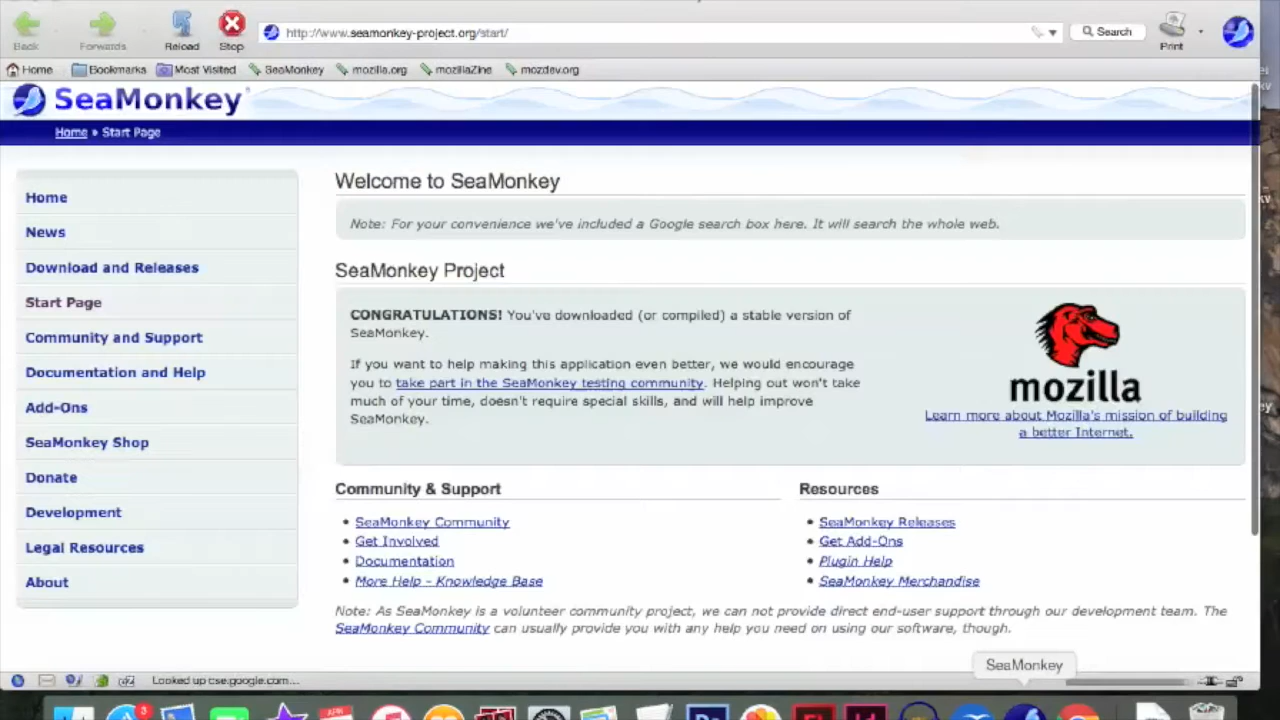 Back
Forwards
Reload
Stop
http://www.seamonkey-project.org/start/
Search
Print
Home
Bookmarks
Most Visited
SeaMonkey
mozilla.org
mozillaZine
mozdev.org
SeaMonkey
Home » Start Page
Home
News
Download and Releases
Start Page
Community and Support
Documentation and Help
Add-Ons
SeaMonkey Shop
Donate
Development
Legal Resources
About
Welcome to SeaMonkey
Note: For your convenience we've included a Google search box here. It will search the whole web.
SeaMonkey Project
CONGRATULATIONS! You've downloaded (or compiled) a stable version of
SeaMonkey.
If you want to help making this application even better, we would encourage
you to take part in the SeaMonkey testing community. Helping out won't take
much of your time, doesn't require special skills, and will help improve
SeaMonkey.
mozilla
Learn more about Mozilla's mission of building
a better Internet.
Community & Support
• SeaMonkey Community
• Get Involved
• Documentation
• More Help - Knowledge Base
Resources
• SeaMonkey Releases
• Get Add-Ons
• Plugin Help
• SeaMonkey Merchandise
Note: As SeaMonkey is a volunteer community project, we can not provide direct end-user support through our development team. The
SeaMonkey Community can usually provide you with any help you need on using our software, though.
SeaMonkey
Looked up cse.google.com...
3
APR